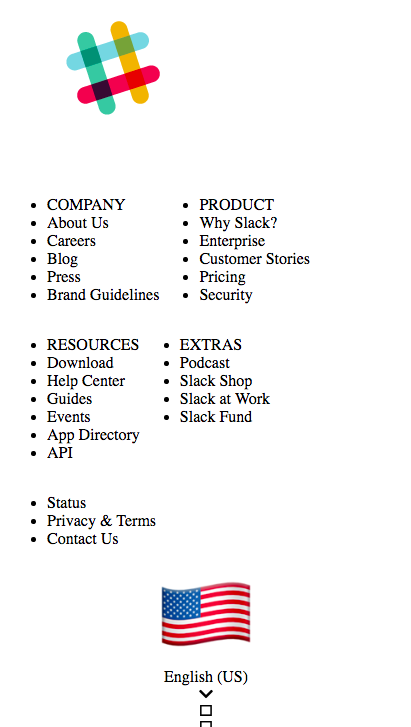 COMPANY
About Us
Careers
Blog
Press
Brand Guidelines
PRODUCT
Why Slack?
Enterprise
Customer Stories
Pricing
Security
RESOURCES
Download
Help Center
Guides
Events
App Directory
API
EXTRAS
Podcast
Slack Shop
Slack at Work
Slack Fund
Status
Privacy & Terms
Contact Us
English (US)